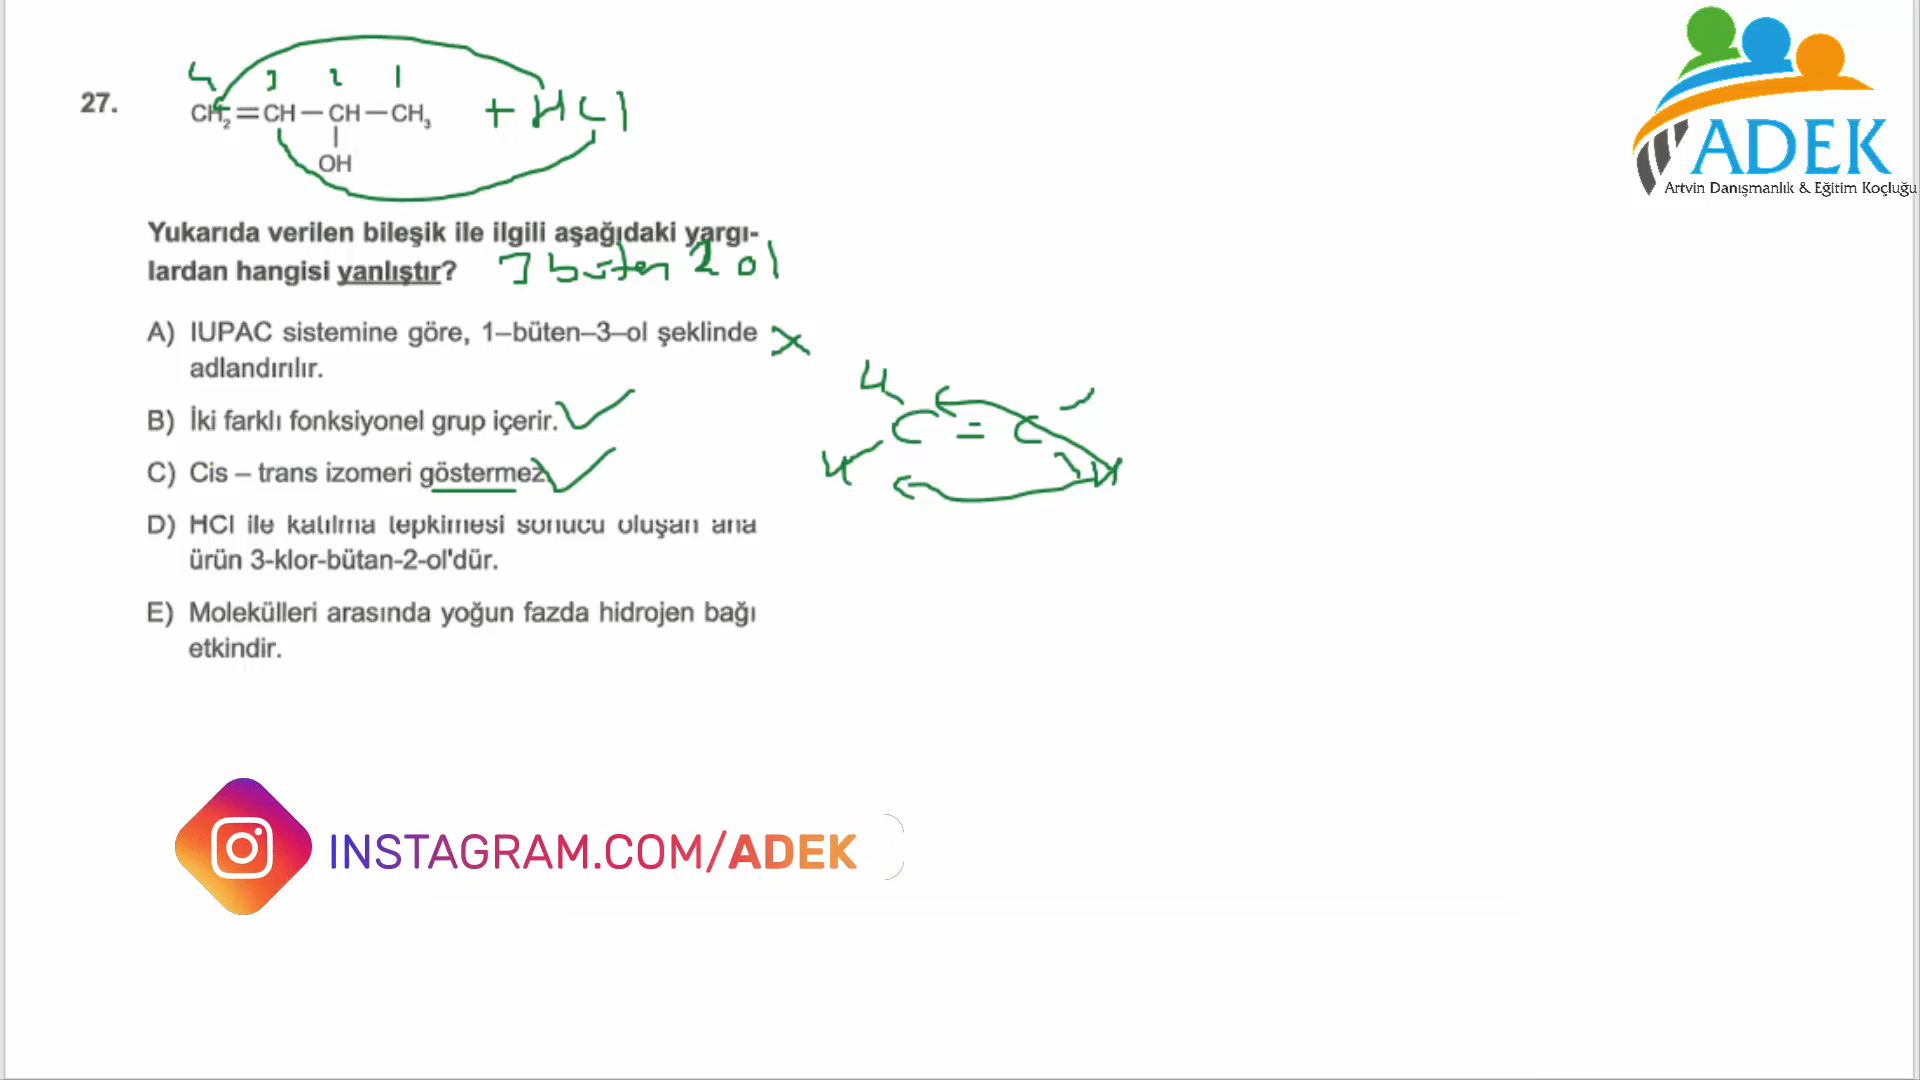 4 3 2 1
27. CH₂=CH—CH—CH₃ + HCl
OH
Yukarıda verilen bileşik ile ilgili aşağıdaki yargı-
lardan hangisi yanlıştır? 3 büten 2 ol
A) IUPAC sistemine göre, 1–büten–3–ol şeklinde
adlandırılır.
B) İki farklı fonksiyonel grup içerir.
C) Cis – trans izomeri göstermez
D) HCl ile katılma tepkimesi sonucu oluşan ana
ürün 3-klor-bütan-2-ol'dür.
E) Molekülleri arasında yoğun fazda hidrojen bağı
etkindir.
H
C = C
H H
ADEK
Artvin Danışmanlık & Eğitim Koçluğu
INSTAGRAM.COM/ADEK